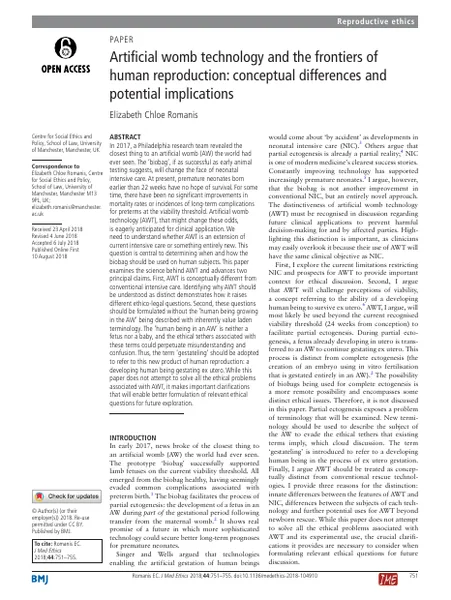 Reproductive ethics
OPEN ACCESS
PAPER
Artificial womb technology and the frontiers of
human reproduction: conceptual differences and
potential implications
Elizabeth Chloe Romanis
Centre for Social Ethics and
Policy, School of Law, University
of Manchester, Manchester, UK
Correspondence to
Elizabeth Chloe Romanis, Centre
for Social Ethics and Policy,
School of Law, University of
Manchester, Manchester M13
9PL, UK;
elizabeth.romanis@manchester.
ac.uk
Received 23 April 2018
Revised 4 June 2018
Accepted 6 July 2018
Published Online First
10 August 2018
Check for updates
© Author(s) (or their
employer(s)) 2018. Re-use
permitted under CC BY.
Published by BMJ.
To cite: Romanis EC.
J Med Ethics
2018;44:751–755.
ABSTRACT
In 2017, a Philadelphia research team revealed the
closest thing to an artificial womb (AW) the world had
ever seen. The ‘biobag’, if as successful as early animal
testing suggests, will change the face of neonatal
intensive care. At present, premature neonates born
earlier than 22 weeks have no hope of survival. For some
time, there have been no significant improvements in
mortality rates or incidences of long-term complications
for preterms at the viability threshold. Artificial womb
technology (AWT), that might change these odds,
is eagerly anticipated for clinical application. We
need to understand whether AWT is an extension of
current intensive care or something entirely new. This
question is central to determining when and how the
biobag should be used on human subjects. This paper
examines the science behind AWT and advances two
principal claims. First, AWT is conceptually different from
conventional intensive care. Identifying why AWT should
be understood as distinct demonstrates how it raises
different ethico-legal questions. Second, these questions
should be formulated without the ‘human being growing
in the AW’ being described with inherently value laden
terminology. The ‘human being in an AW’ is neither a
fetus nor a baby, and the ethical tethers associated with
these terms could perpetuate misunderstanding and
confusion. Thus, the term ‘gestateling’ should be adopted
to refer to this new product of human reproduction: a
developing human being gestating ex utero. While this
paper does not attempt to solve all the ethical problems
associated with AWT, it makes important clarifications
that will enable better formulation of relevant ethical
questions for future exploration.
INTRODUCTION
In early 2017, news broke of the closest thing to
an artificial womb (AW) the world had ever seen.
The prototype ‘biobag’ successfully supported
lamb fetuses on the current viability threshold. All
emerged from the biobag healthy, having seemingly
evaded common complications associated with
preterm birth.¹ The biobag facilitates the process of
partial ectogenesis: the development of a fetus in an
AW during part of the gestational period following
transfer from the maternal womb.² It shows real
promise of a future in which more sophisticated
technology could secure better long-term prospects
for premature neonates.
Singer and Wells argued that technologies
enabling the artificial gestation of human beings
would come about ‘by accident’ as developments in
neonatal intensive care (NIC).³ Others argue that
partial ectogenesis is already a partial reality;⁴ NIC
is one of modern medicine’s clearest success stories.
Constantly improving technology has supported
increasingly premature neonates.⁵ I argue, however,
that the biobag is not another improvement in
conventional NIC, but an entirely novel approach.
The distinctiveness of artificial womb technology
(AWT) must be recognised in discussion regarding
future clinical applications to prevent harmful
decision-making for and by affected parties. High-
lighting this distinction is important, as clinicians
may easily overlook it because their use of AWT will
have the same clinical objective as NIC.
First, I explore the current limitations restricting
NIC and prospects for AWT to provide important
context for ethical discussion. Second, I argue
that AWT will challenge perceptions of viability,
a concept referring to the ability of a developing
human being to survive ex utero.⁶ AWT, I argue, will
most likely be used beyond the current recognised
viability threshold (24 weeks from conception) to
facilitate partial ectogenesis. During partial ecto-
genesis, a fetus already developing in utero is trans-
ferred to an AW to continue gestating ex utero. This
process is distinct from complete ectogenesis (the
creation of an embryo using in vitro fertilisation
that is gestated entirely in an AW).² The possibility
of biobags being used for complete ectogenesis is
a more remote possibility and encompasses some
distinct ethical issues. Therefore, it is not discussed
in this paper. Partial ectogenesis exposes a problem
of terminology that will be examined. New termi-
nology should be used to describe the subject of
the AW to evade the ethical tethers that existing
terms imply, which cloud discussion. The term
‘gestateling’ is introduced to refer to a developing
human being in the process of ex utero gestation.
Finally, I argue AWT should be treated as concep-
tually distinct from conventional rescue technol-
ogies. I provide three reasons for the distinction:
innate differences between the features of AWT and
NIC, differences between the subjects of each tech-
nology and further potential uses for AWT beyond
newborn rescue. While this paper does not attempt
to solve all the ethical problems associated with
AWT and its experimental use, the crucial clarifi-
cations it provides are necessary to consider when
formulating relevant ethical questions for future
discussion.
BMJ
Romanis EC. J Med Ethics 2018;44:751–755. doi:10.1136/medethics-2018-104910
751